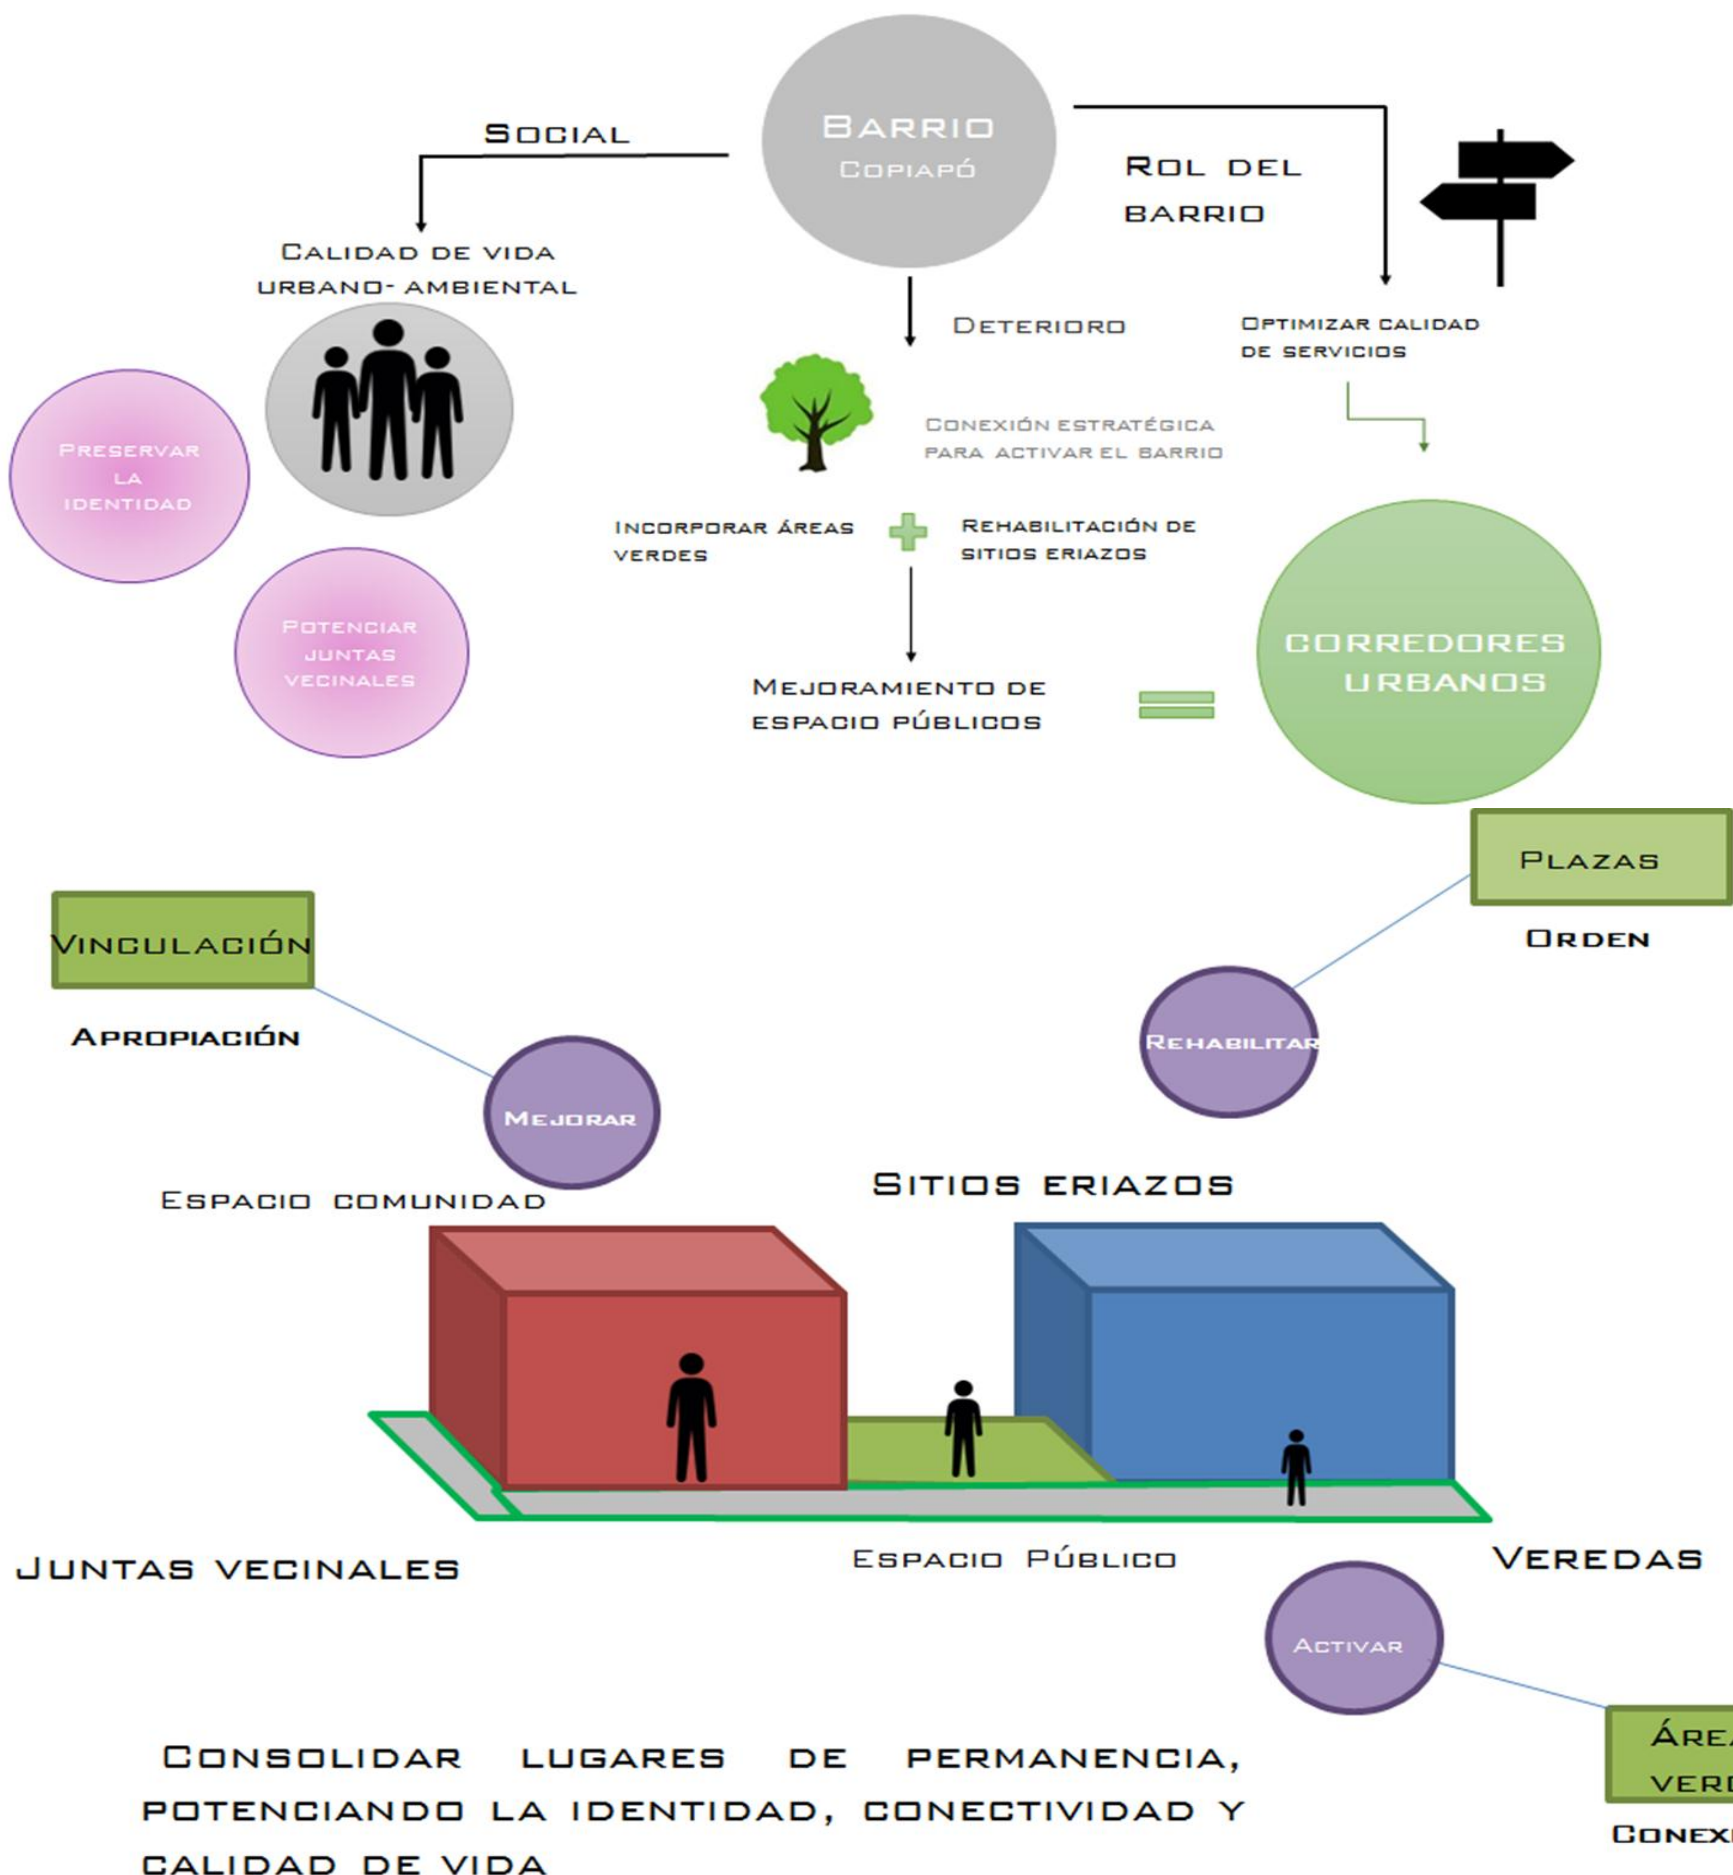 BARRIO
COPIAPÓ
SOCIAL
ROL DEL
BARRIO
CALIDAD DE VIDA
URBANO- AMBIENTAL
DETERIORO
OPTIMIZAR CALIDAD
DE SERVICIOS
PRESERVAR
LA
IDENTIDAD
CONEXIÓN ESTRATÉGICA
PARA ACTIVAR EL BARRIO
INCORPORAR ÁREAS
VERDES
REHABILITACIÓN DE
SITIOS ERIAZOS
POTENCIAR
JUNTAS
VECINALES
MEJORAMIENTO DE
ESPACIO PÚBLICOS
CORREDORES
URBANOS
PLAZAS
ORDEN
VINCULACIÓN
APROPIACIÓN
REHABILITAR
MEJORAR
ESPACIO COMUNIDAD
SITIOS ERIAZOS
JUNTAS VECINALES
ESPACIO PÚBLICO
VEREDAS
ACTIVAR
CONSOLIDAR LUGARES DE PERMANENCIA,
POTENCIANDO LA IDENTIDAD, CONECTIVIDAD Y
CALIDAD DE VIDA